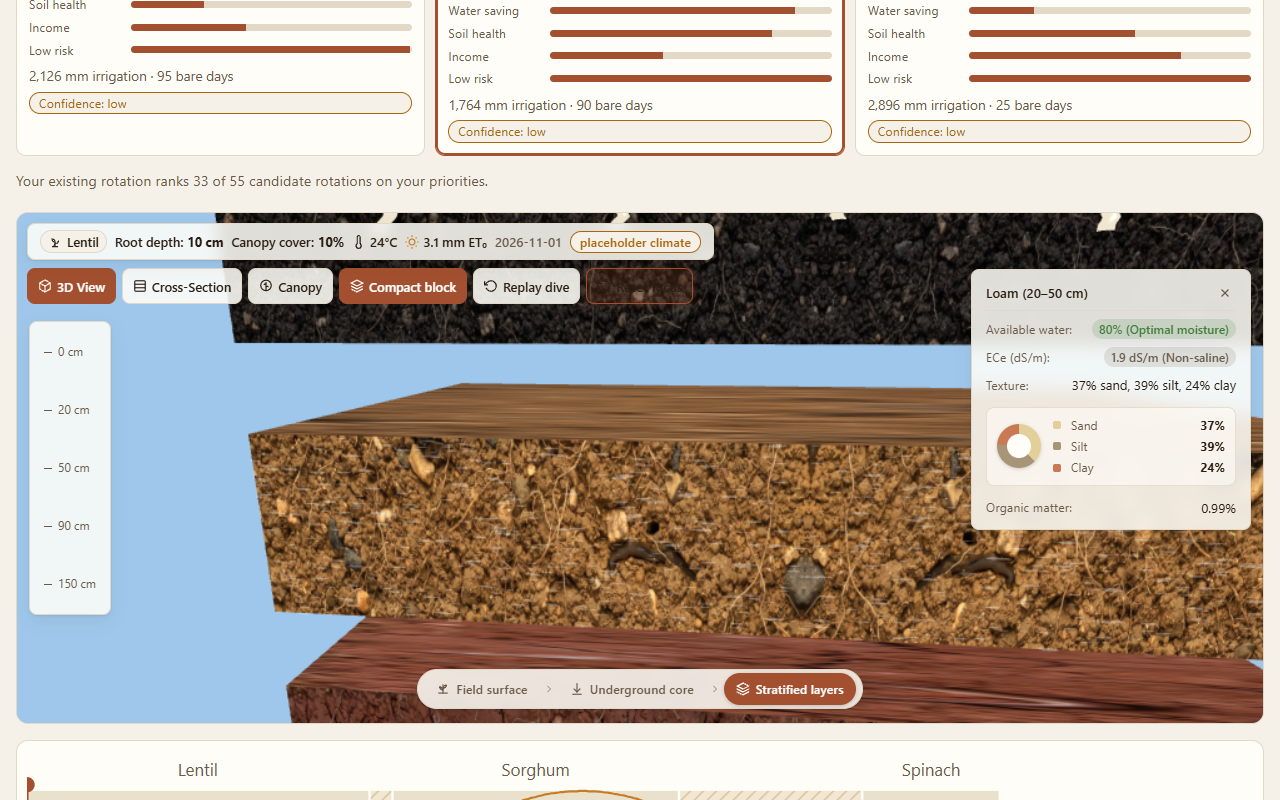 Soil health
Income
Low risk
2,126 mm irrigation · 95 bare days
Confidence: low
Water saving
Soil health
Income
Low risk
1,764 mm irrigation · 90 bare days
Confidence: low
Water saving
Soil health
Income
Low risk
2,896 mm irrigation · 25 bare days
Confidence: low
Your existing rotation ranks 33 of 55 candidate rotations on your priorities.
Lentil Root depth: 10 cm Canopy cover: 10% 24°C 3.1 mm ET₀ 2026-11-01 placeholder climate
3D View Cross-Section Canopy Compact block Replay dive
0 cm
20 cm
50 cm
90 cm
150 cm
Loam (20–50 cm) ×
Available water: 80% (Optimal moisture)
ECe (dS/m): 1.9 dS/m (Non-saline)
Texture: 37% sand, 39% silt, 24% clay
Sand 37%
Silt 39%
Clay 24%
Organic matter: 0.99%
Field surface › Underground core › Stratified layers
Lentil Sorghum Spinach